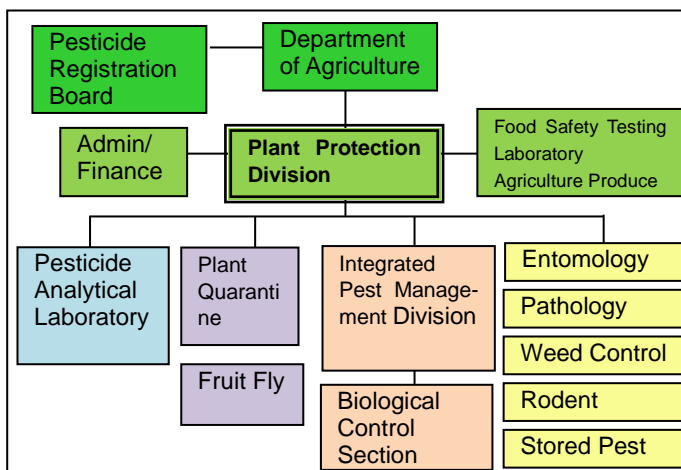 Pesticide
Registration
Board
Department
of Agriculture
Admin/
Finance
Plant Protection
Division
Food Safety Testing
Laboratory
Agriculture Produce
Pesticide
Analytical
Laboratory
Plant
Quaranti
ne
Fruit Fly
Integrated
Pest Manage-
ment Division
Biological
Control
Section
Entomology
Pathology
Weed Control
Rodent
Stored Pest